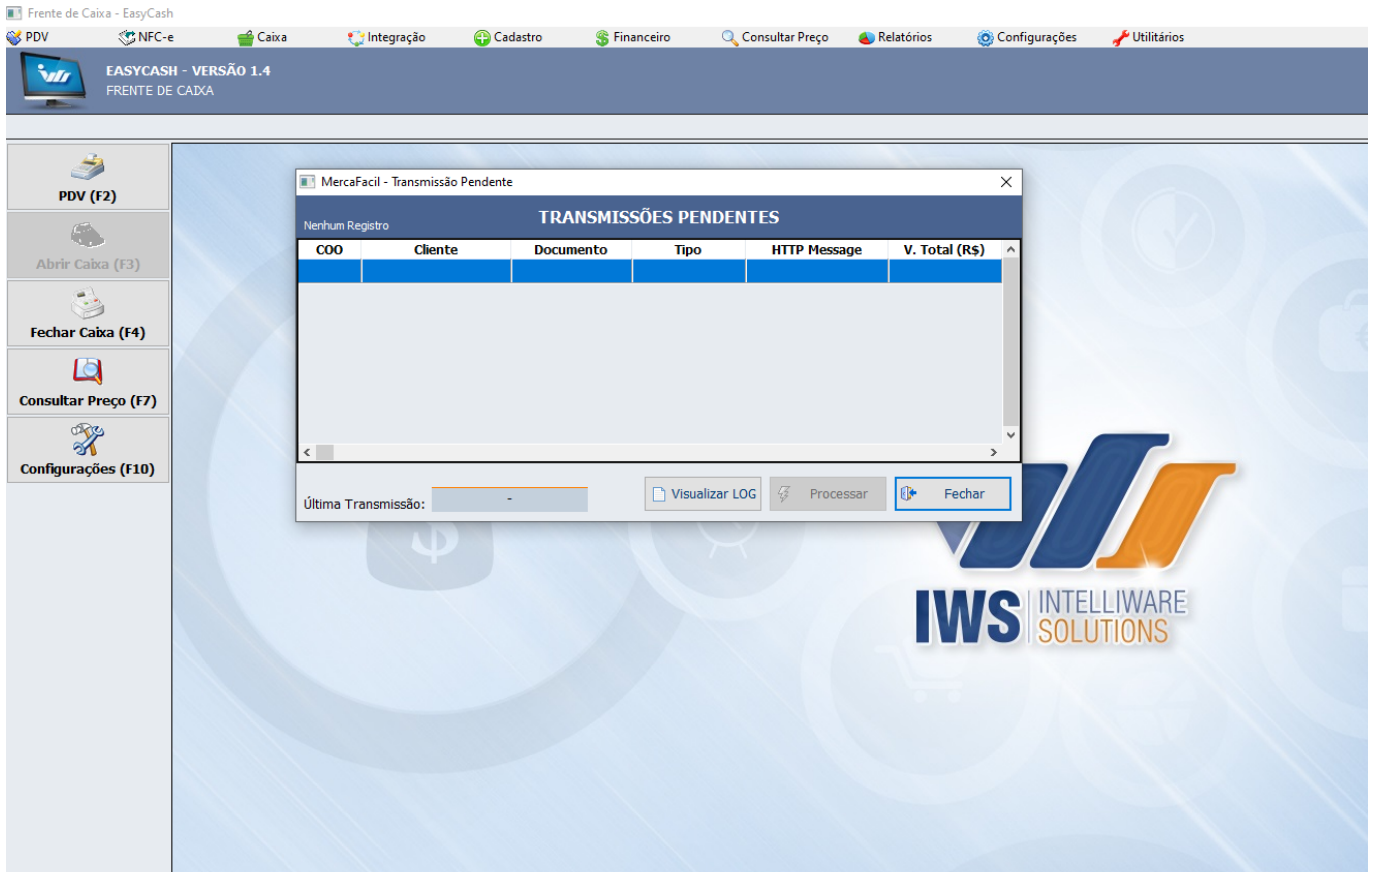 Frente de Caixa - EasyCash
PDV NFC-e Caixa Integração Cadastro Financeiro Consultar Preço Relatórios Configurações Utilitários
EASYCASH - VERSÃO 1.4
FRENTE DE CAIXA
PDV (F2)
Abrir Caixa (F3)
Fechar Caixa (F4)
Consultar Preço (F7)
Configurações (F10)
MercaFacil - Transmissão Pendente
TRANSMISSÕES PENDENTES
Nenhum Registro
COO Cliente Documento Tipo HTTP Message V. Total (R$)
Última Transmissão: - Visualizar LOG Processar Fechar
IWS INTELLIWARE
SOLUTIONS